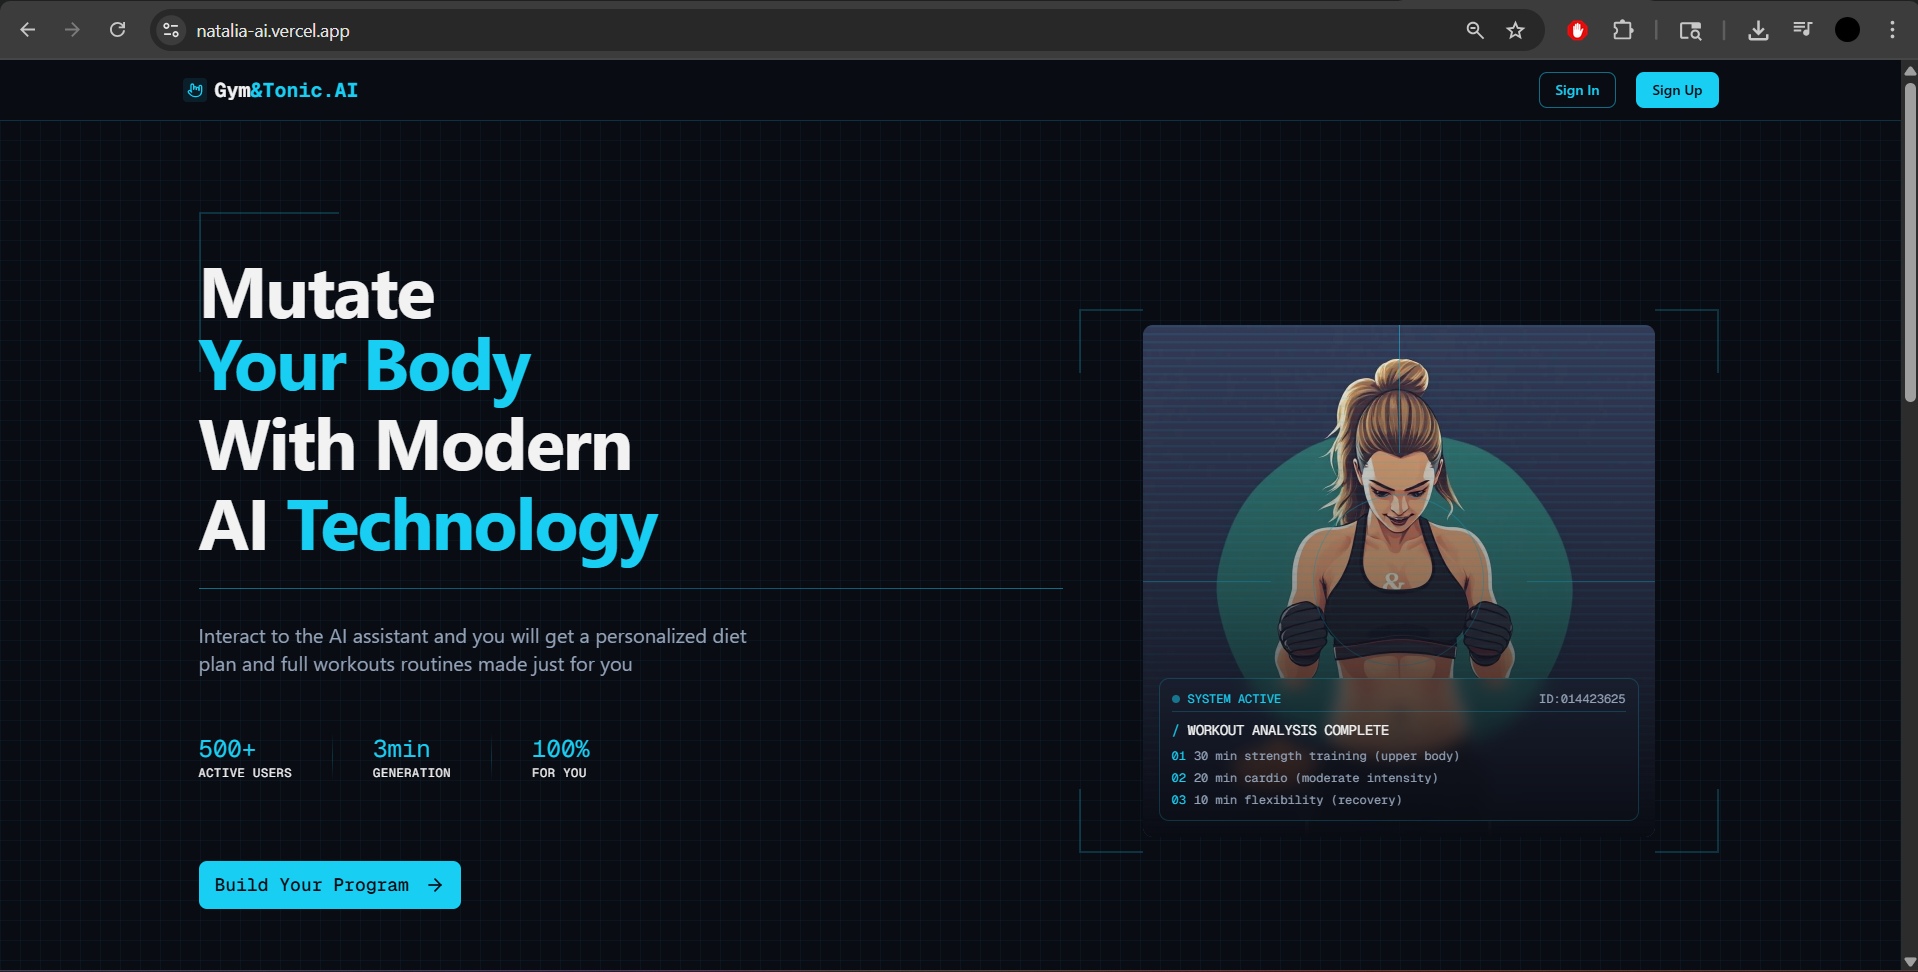 natalia-ai.vercel.app
Gym&Tonic.AI
Sign In
Sign Up
Mutate
Your Body
With Modern
AI Technology
Interact to the AI assistant and you will get a personalized diet
plan and full workouts routines made just for you
500+
ACTIVE USERS
3min
GENERATION
100%
FOR YOU
Build Your Program
&
SYSTEM ACTIVE
ID:014423625
/ WORKOUT ANALYSIS COMPLETE
01 30 min strength training (upper body)
02 20 min cardio (moderate intensity)
03 10 min flexibility (recovery)